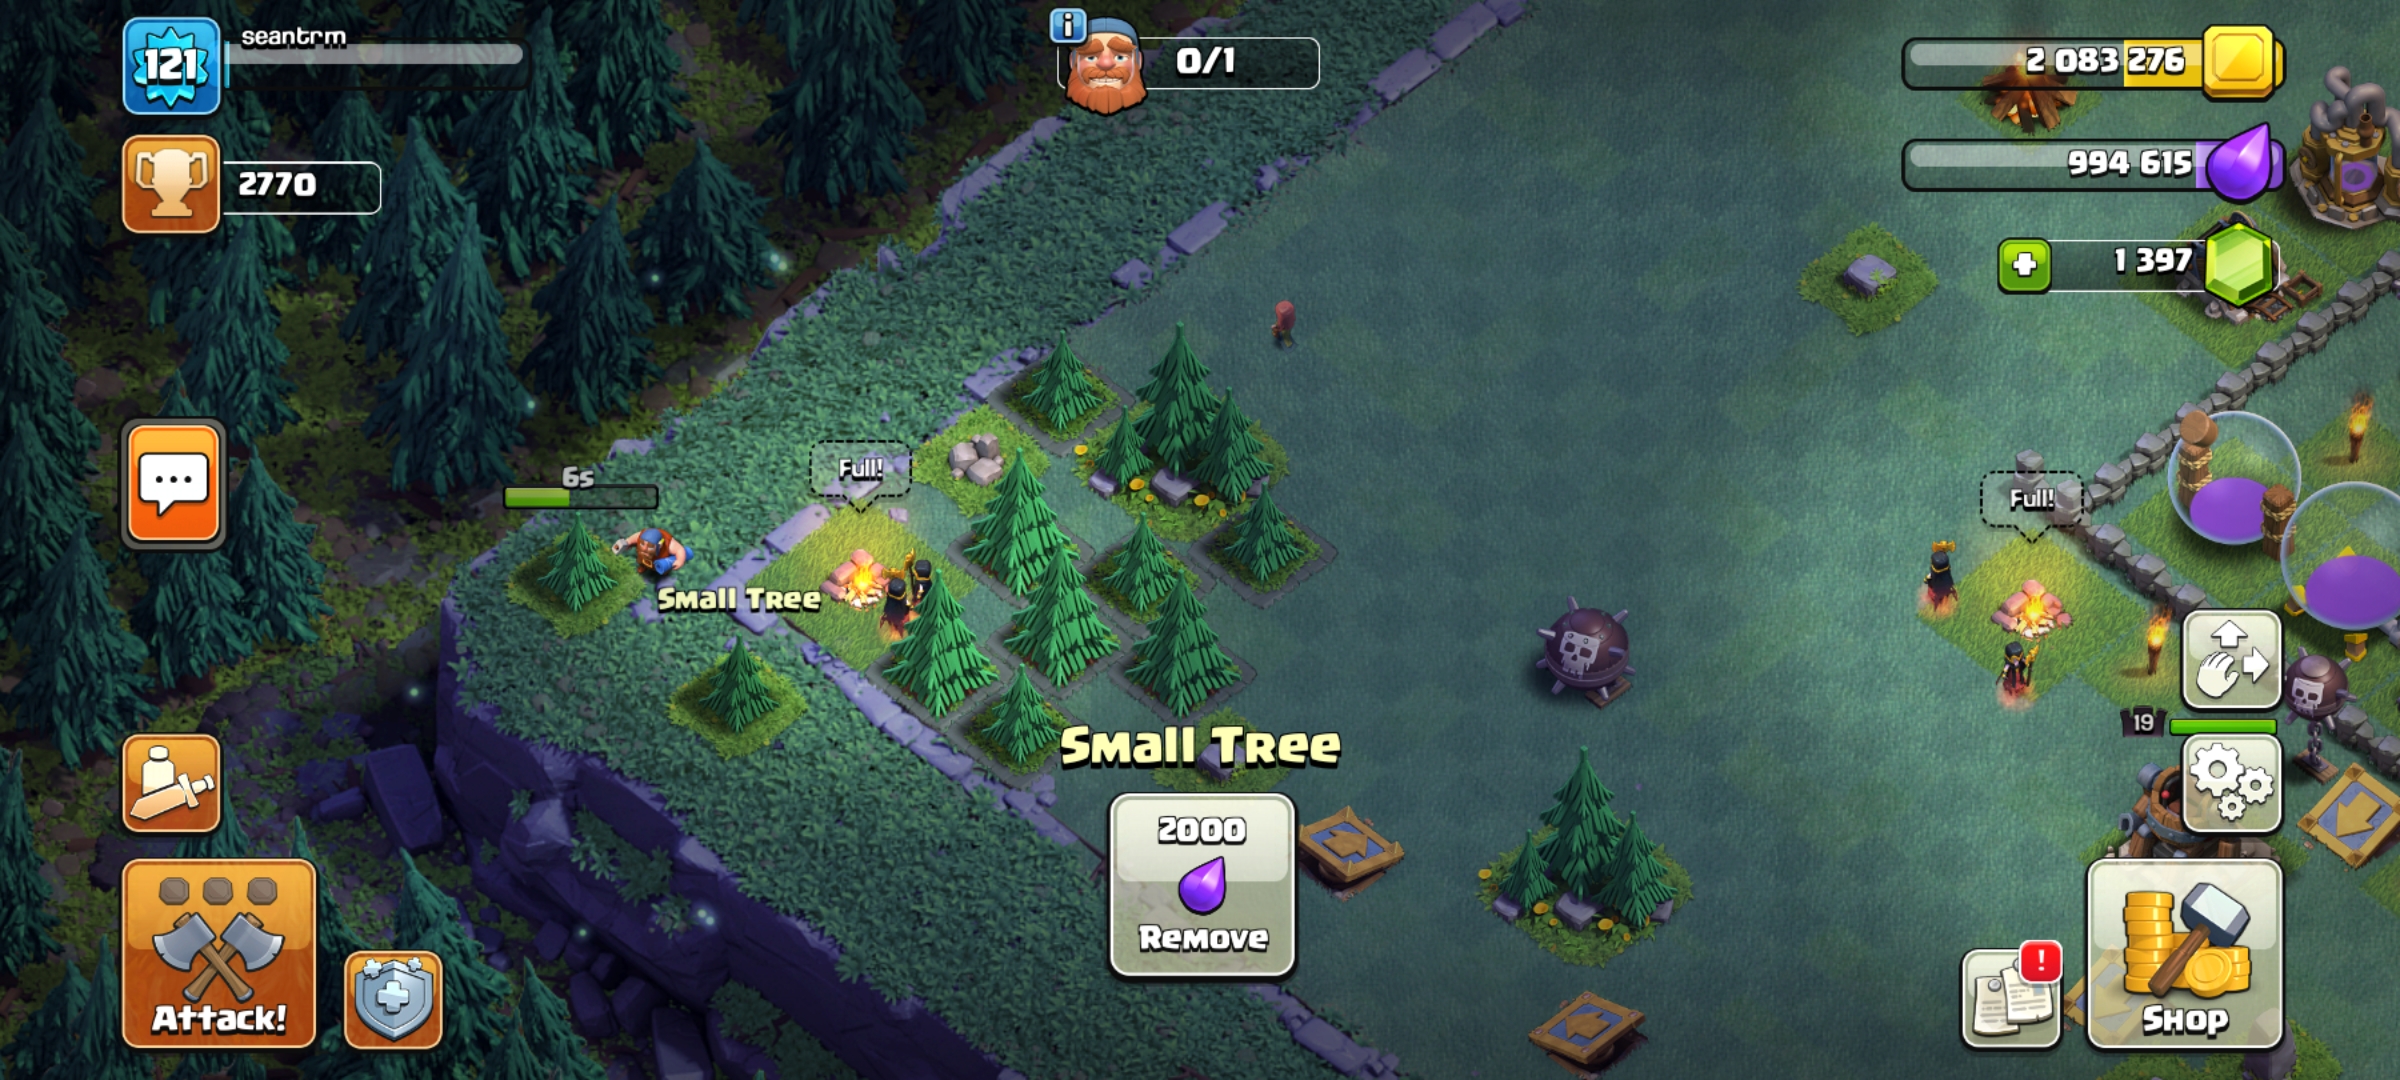 121
seantrm
0/1
2 083 276
994 615
2770
1 397
6s
Full!
Full!
Small Tree
19
Small Tree
2000
Remove
Attack!
!
Shop